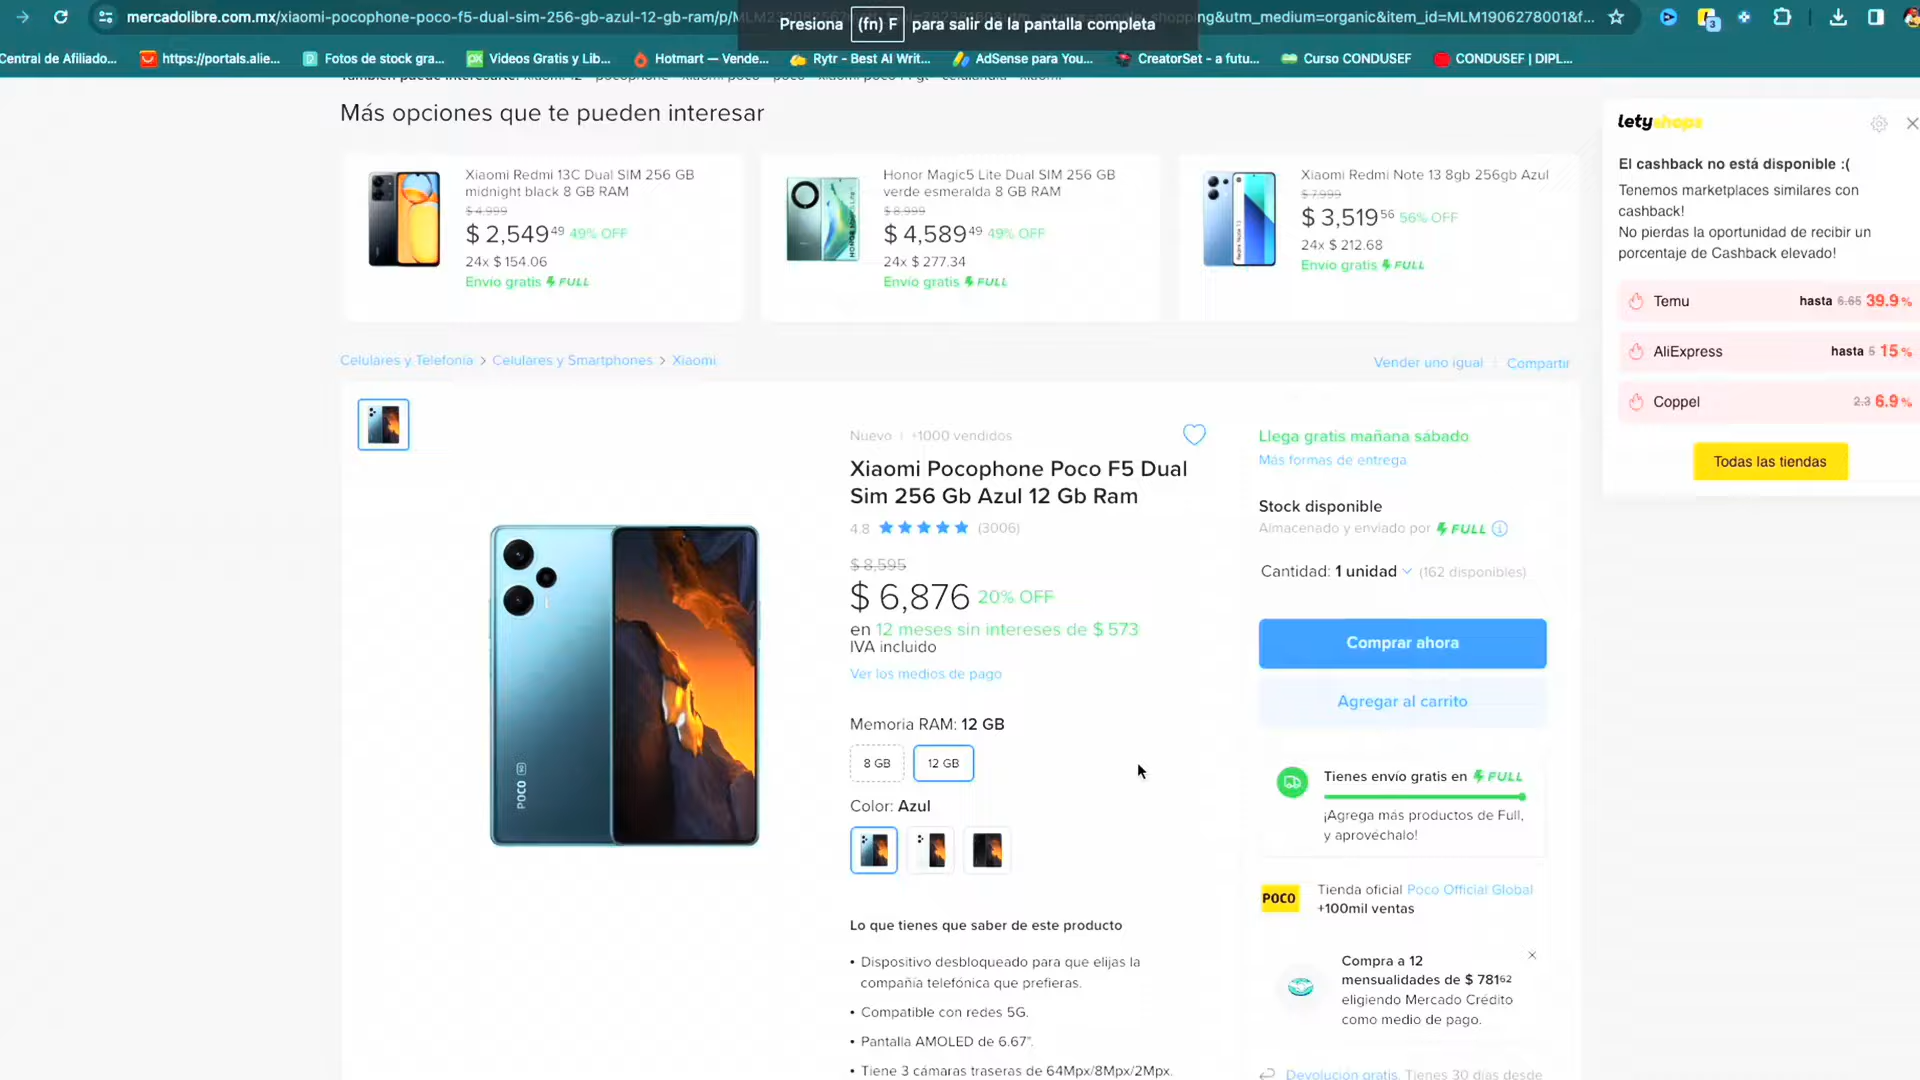 mercadolibre.com.mx/xiaomi-pocophone-poco-f5-dual-sim-256-gb-azul-12-gb-ram/p/
shopping&utm_medium=organic&item_id=MLM1906278001&f...
3
Presiona (fn) F para salir de la pantalla completa
Central de Afiliado...
https://portals.alie...
Fotos de stock gra...
Videos Gratis y Lib...
Hotmart — Vende...
Rytr - Best AI Writ...
AdSense para You...
CreatorSet - a futu...
Curso CONDUSEF
CONDUSEF | DIPL...
Más opciones que te pueden interesar
Xiaomi Redmi 13C Dual SIM 256 GB
midnight black 8 GB RAM
$ 4,999
$ 2,549 49 49% OFF
24x $ 154.06
Envío gratis FULL
Honor Magic5 Lite Dual SIM 256 GB
verde esmeralda 8 GB RAM
$ 8,999
$ 4,589 49 49% OFF
24x $ 277.34
Envío gratis FULL
Xiaomi Redmi Note 13 8gb 256gb Azul
$ 7,999
$ 3,519 56 56% OFF
24x $ 212.68
Envío gratis FULL
letyshops
El cashback no está disponible :(
Tenemos marketplaces similares con
cashback!
No pierdas la oportunidad de recibir un
porcentaje de Cashback elevado!
Temu hasta 6.65 39.9 %
AliExpress hasta 5 15 %
Coppel 2.3 6.9 %
Todas las tiendas
Celulares y Telefonía > Celulares y Smartphones > Xiaomi
Vender uno igual | Compartir
Nuevo | +1000 vendidos
Xiaomi Pocophone Poco F5 Dual
Sim 256 Gb Azul 12 Gb Ram
4.8 (3006)
$ 8,595
$ 6,876 20% OFF
en 12 meses sin intereses de $ 573
IVA incluido
Ver los medios de pago
Memoria RAM: 12 GB
8 GB
12 GB
Color: Azul
Lo que tienes que saber de este producto
• Dispositivo desbloqueado para que elijas la
compañía telefónica que prefieras.
• Compatible con redes 5G.
• Pantalla AMOLED de 6.67".
• Tiene 3 cámaras traseras de 64Mpx/8Mpx/2Mpx.
POCO 5G
Llega gratis mañana sábado
Más formas de entrega
Stock disponible
Almacenado y enviado por FULL
Cantidad: 1 unidad (162 disponibles)
Comprar ahora
Agregar al carrito
Tienes envío gratis en FULL
¡Agrega más productos de Full,
y aprovéchalo!
POCO
Tienda oficial Poco Official Global
+100mil ventas
Compra a 12
mensualidades de $ 781 62
eligiendo Mercado Crédito
como medio de pago.
Devolución gratis. Tienes 30 días desde